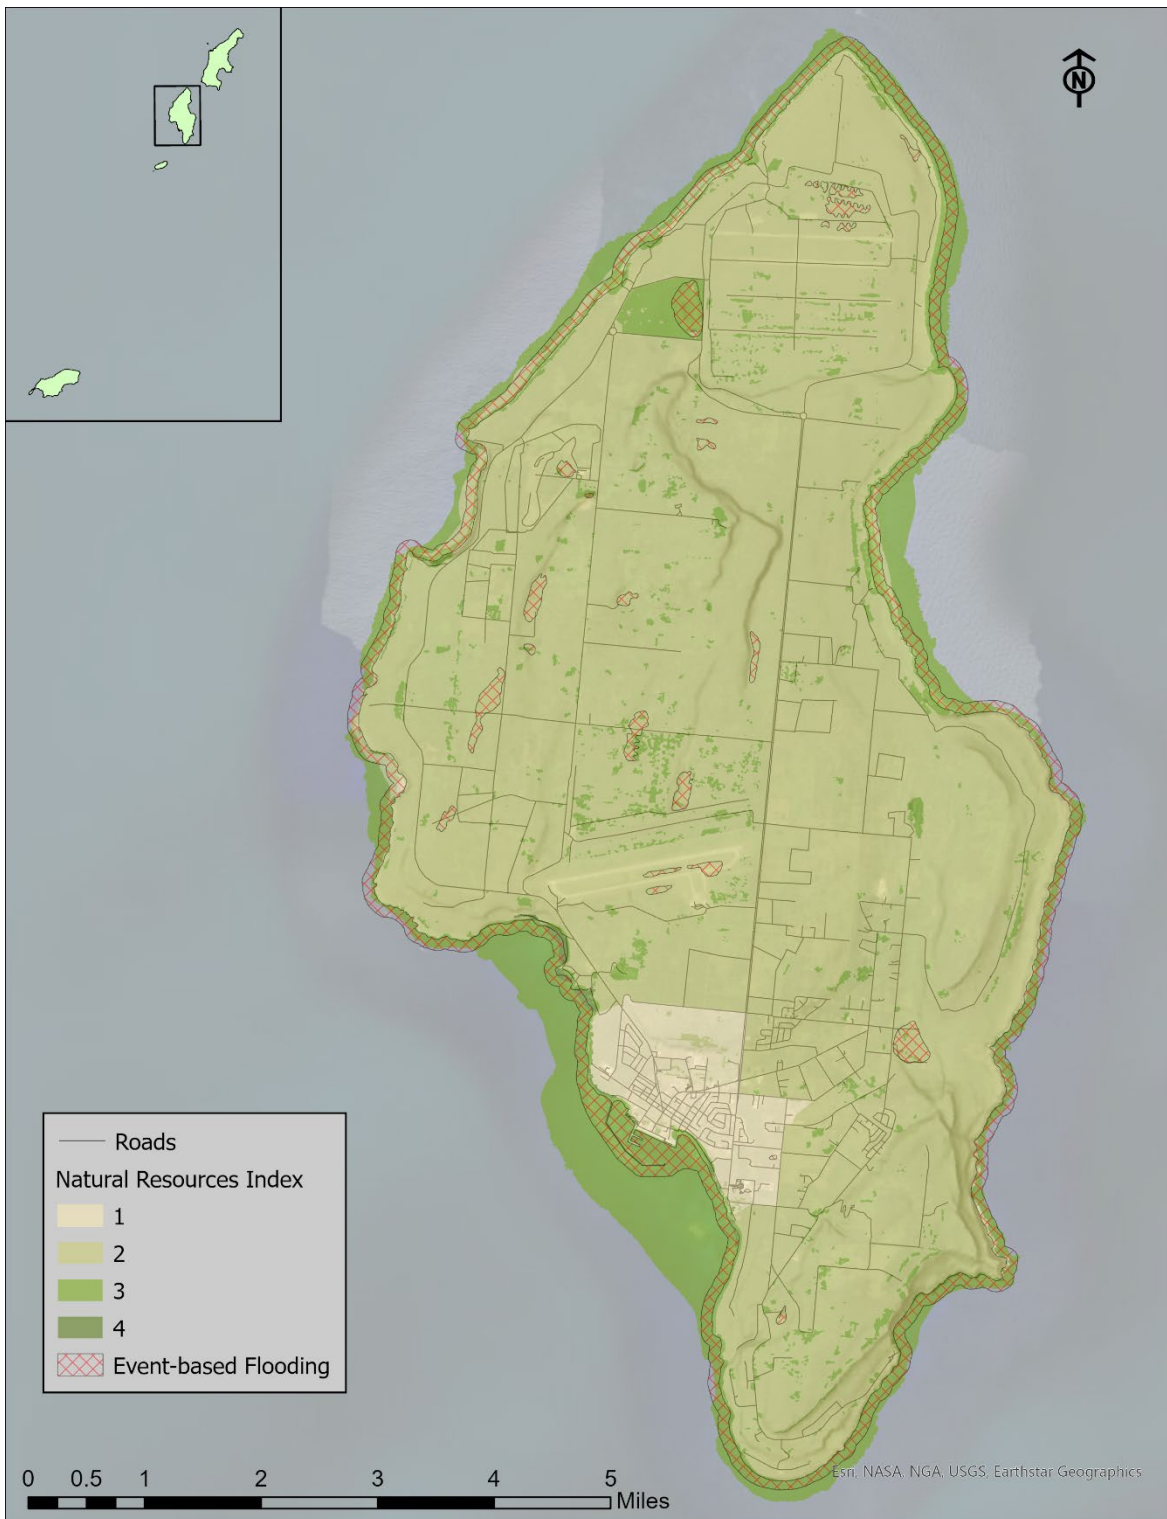 N
Roads
Natural Resources Index
1
2
3
4
Event-based Flooding
Esri, NASA, NGA, USGS, Earthstar Geographics
0 0.5 1 2 3 4 5
Miles